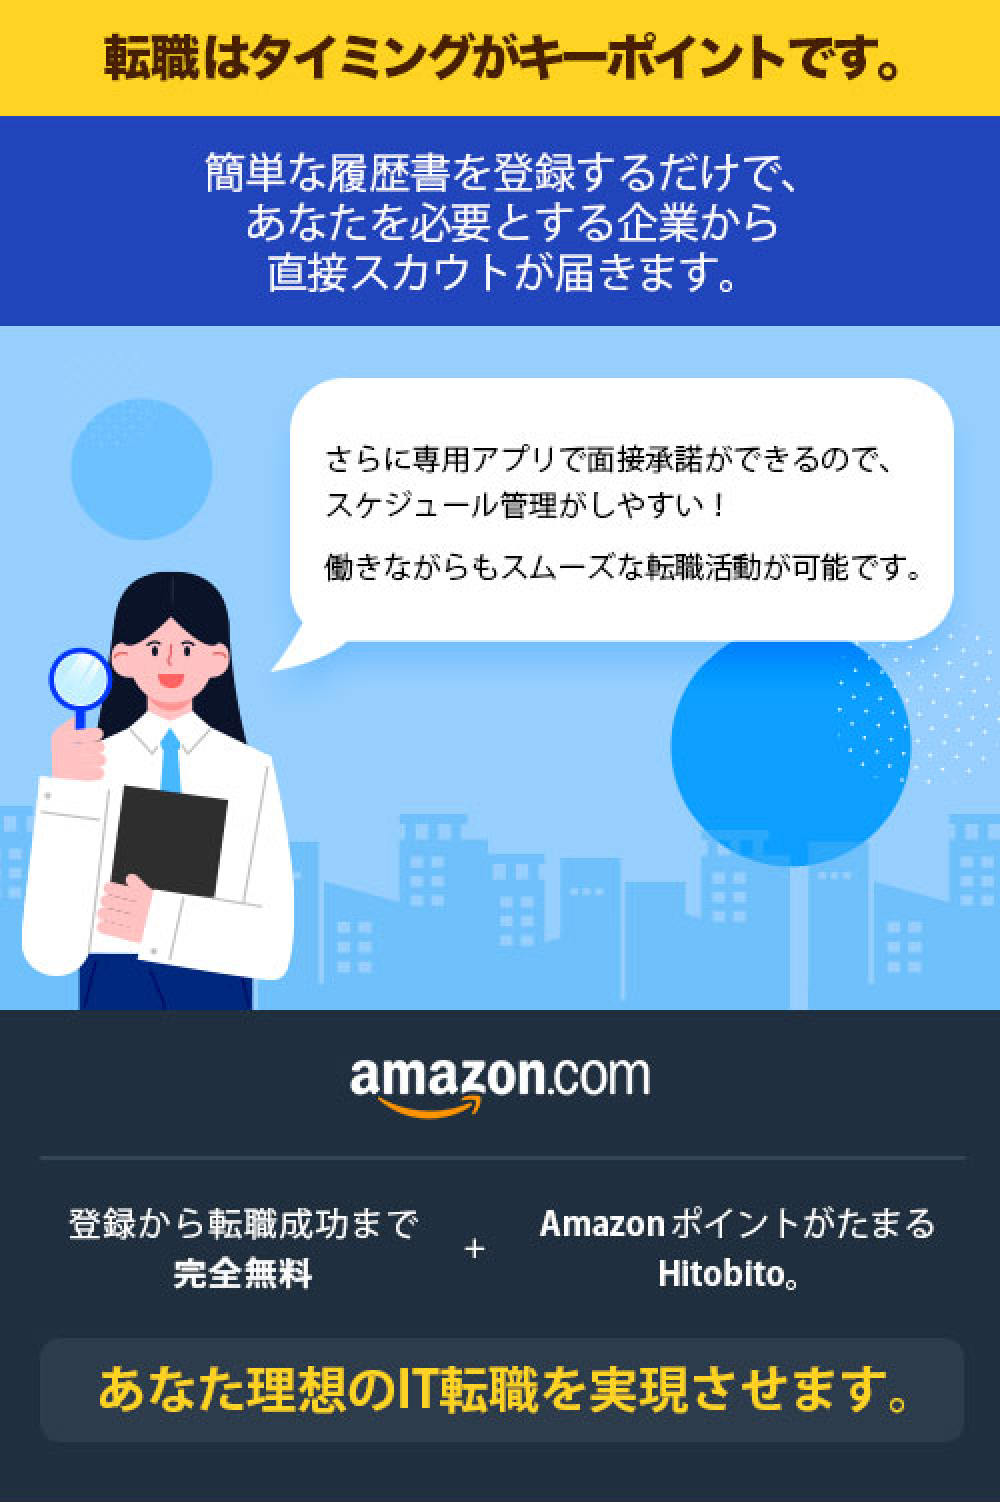 転職はタイミングがキーポイントです。
簡単な履歴書を登録するだけで、
あなたを必要とする企業から
直接スカウトが届きます。
さらに専用アプリで面接承諾ができるので、
スケジュール管理がしやすい！
働きながらもスムーズな転職活動が可能です。
amazon.com
登録から転職成功まで
完全無料
+
Amazonポイントがたまる
Hitobito。
あなた理想のIT転職を実現させます。